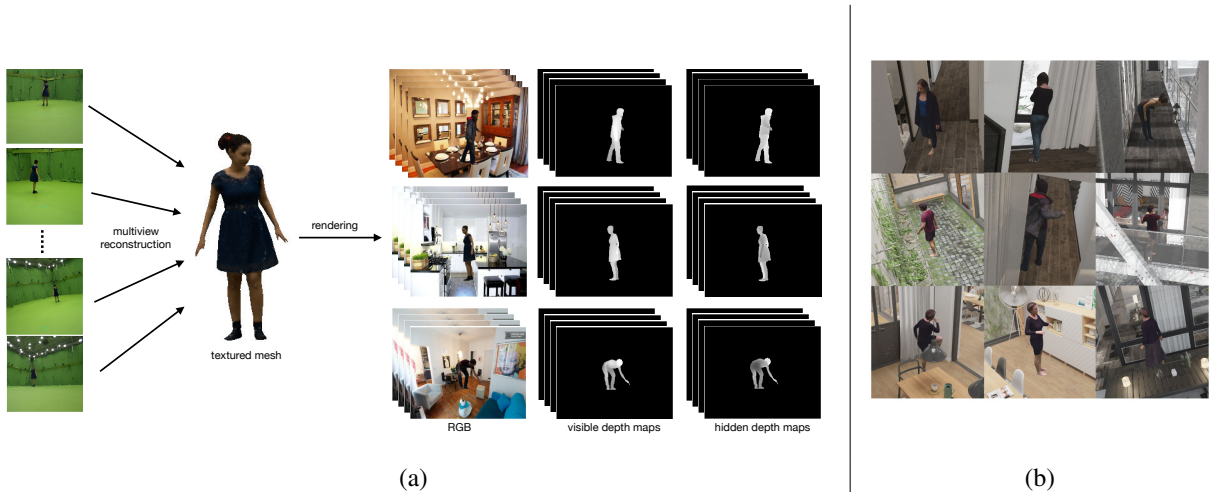 multiview
reconstruction
rendering
textured mesh
RGB
visible depth maps
hidden depth maps
(a)
(b)